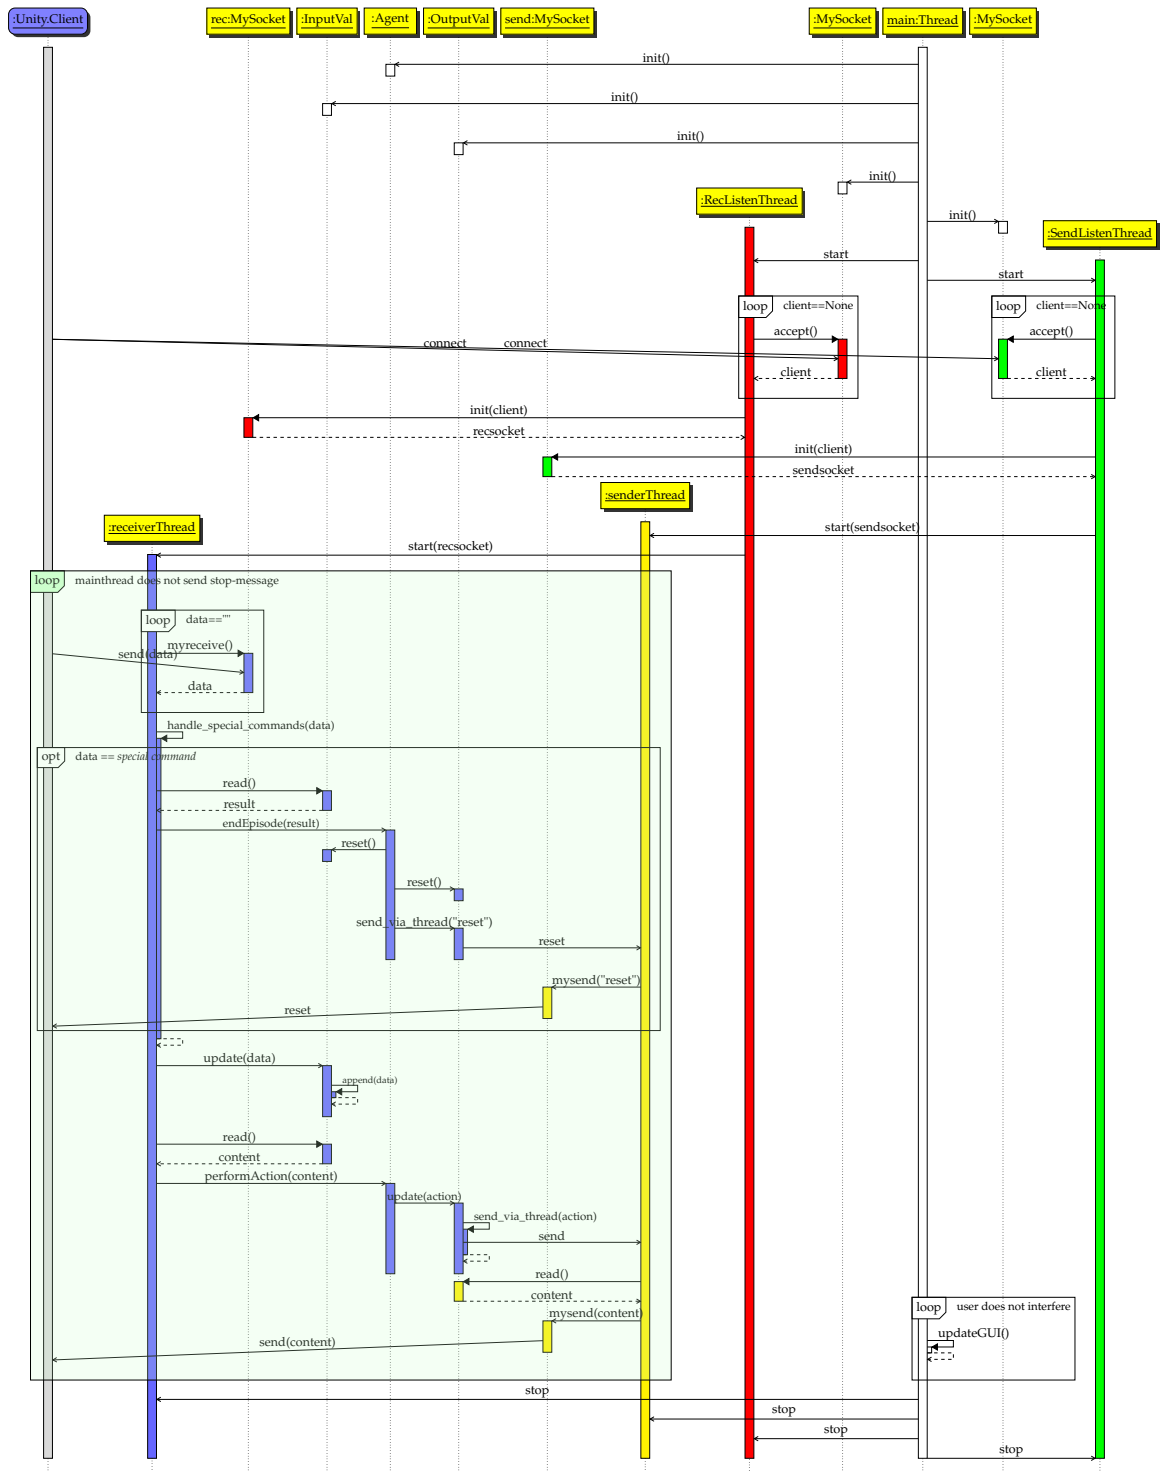 :Unity.Client
rec:MySocket
:InputVal
:Agent
:OutputVal
send:MySocket
:MySocket
main:Thread
:MySocket
init()
init()
init()
init()
:RecListenThread
init()
:SendListenThread
start
start
loop
client==None
loop
client==None
accept()
accept()
connect
connect
client
client
init(client)
recsocket
init(client)
sendsocket
:senderThread
:receiverThread
start(sendsocket)
start(recsocket)
loop
mainthread does not send stop-message
loop
data==""
myreceive()
send(data)
data
handle_special_commands(data)
opt
data == special command
read()
result
endEpisode(result)
reset()
reset()
send_via_thread("reset")
reset
mysend("reset")
reset
update(data)
append(data)
read()
content
performAction(content)
update(action)
send_via_thread(action)
send
read()
content
loop
user does not interfere
mysend(content)
updateGUI()
send(content)
stop
stop
stop
stop